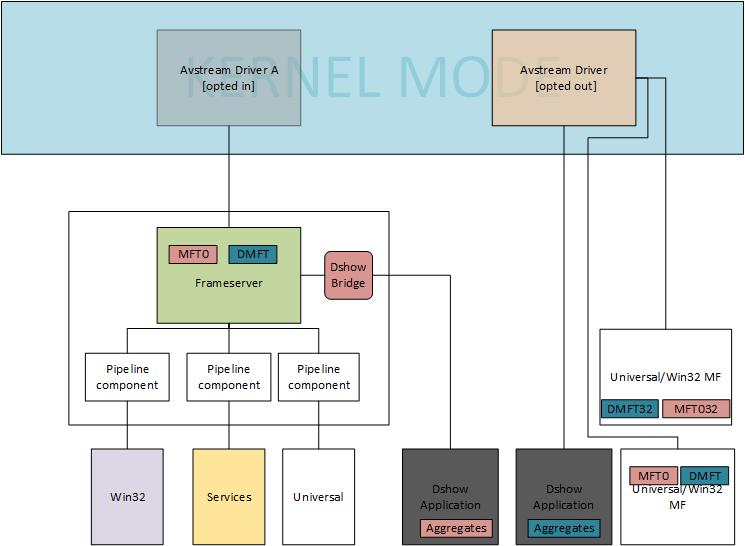 KERNEL MODE
Avstream Driver A
[opted in]
Avstream Driver
[opted out]
MFT0
DMFT
Frameserver
Dshow
Bridge
Pipeline
component
Pipeline
component
Pipeline
component
Universal/Win32 MF
DMFT32
MFT032
Win32
Services
Universal
Dshow
Application
Aggregates
Dshow
Application
Aggregates
MFT0
DMFT
Universal/Win32
MF